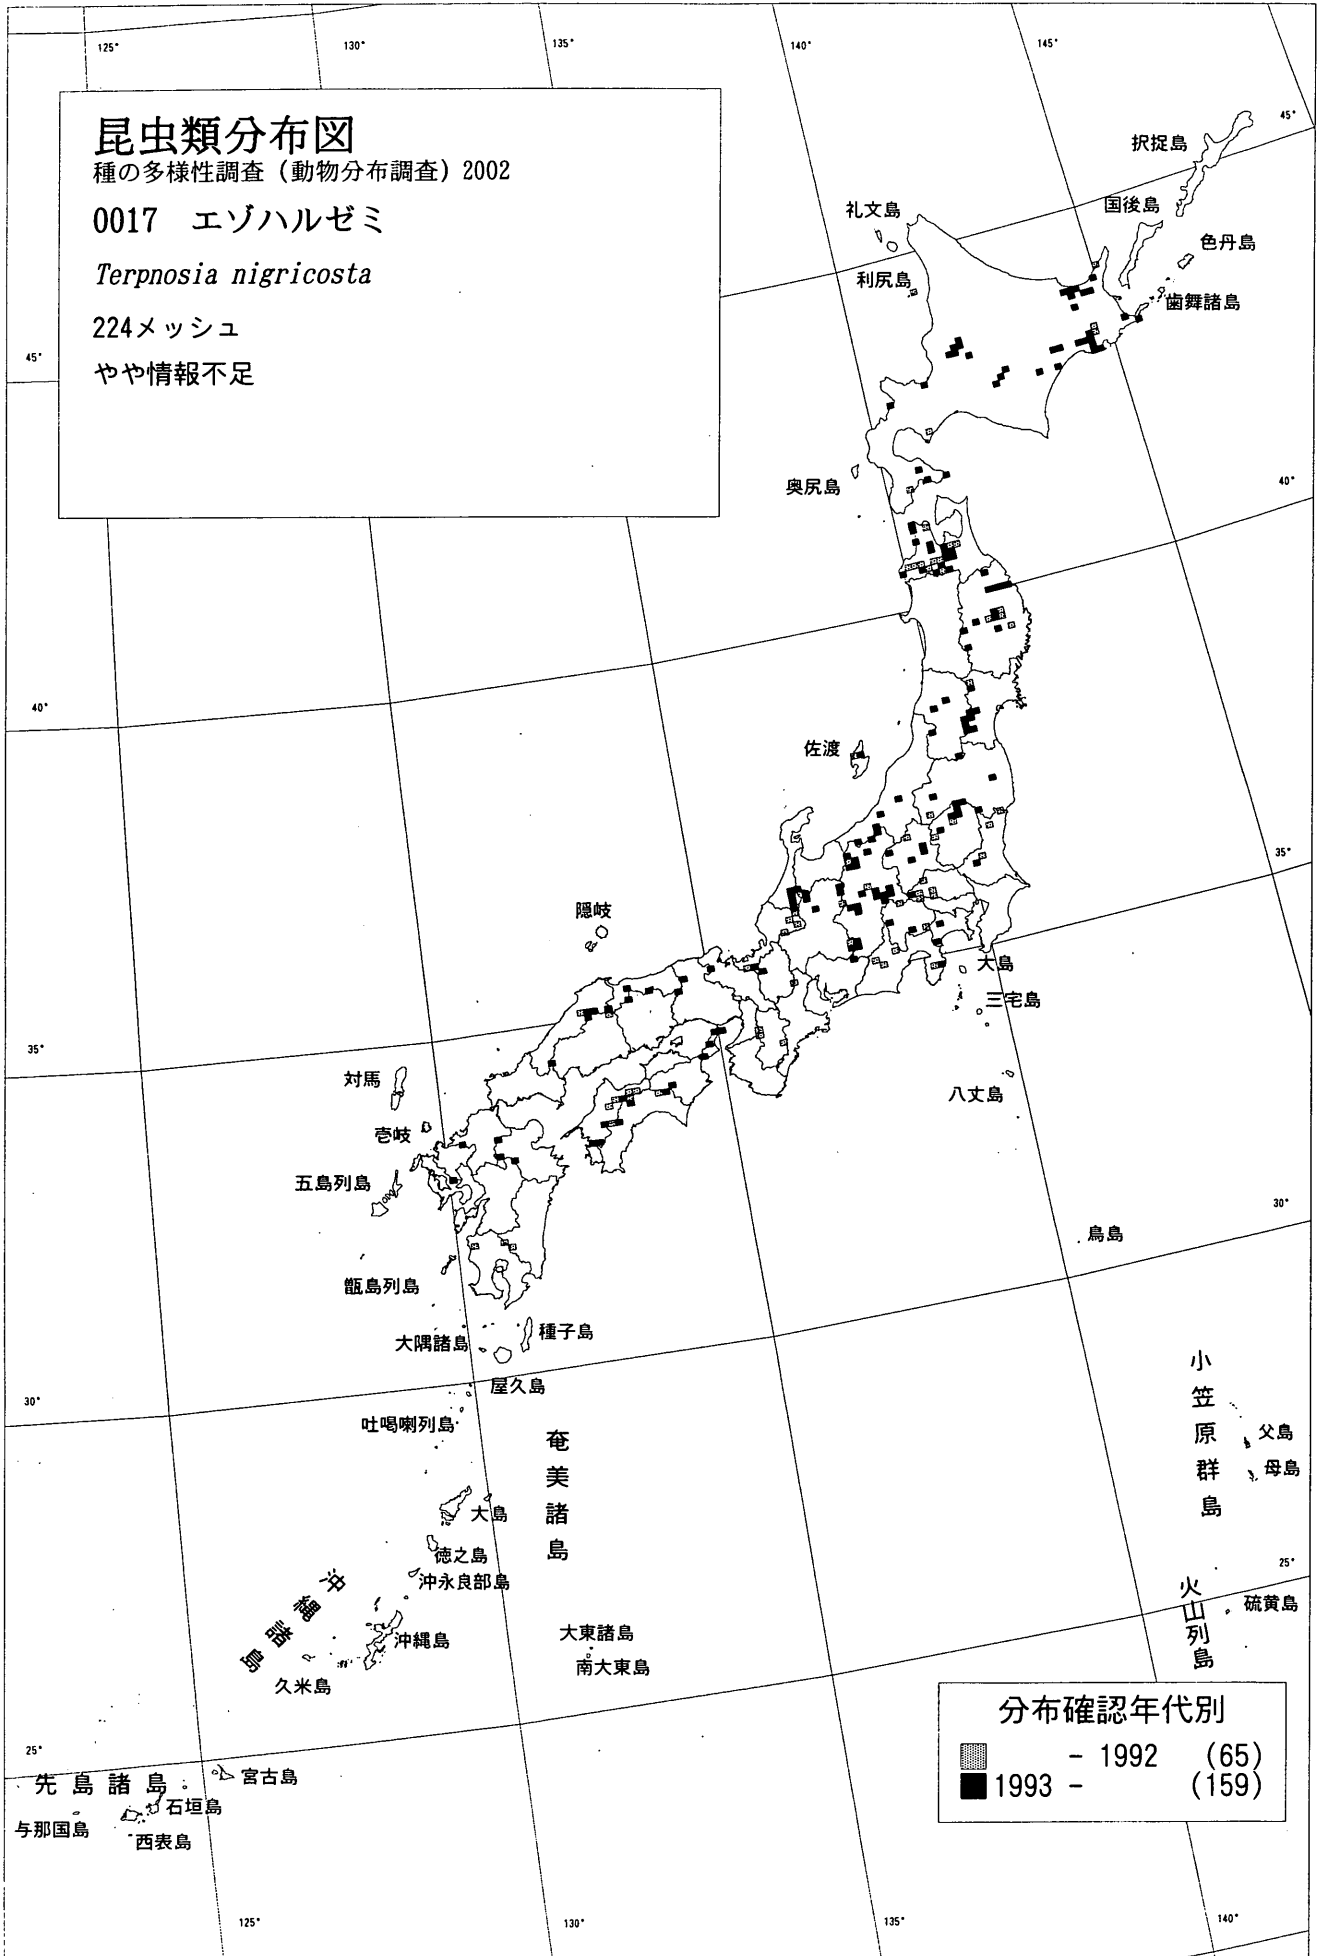 125°
130°
135°
140°
145°
昆虫類分布図
種の多様性調査（動物分布調査）2002
0017 エゾハルゼミ
Terpnosia nigricosta
224メッシュ
やや情報不足
45°
択捉島
国後島
礼文島
色丹島
利尻島
歯舞諸島
45°
奥尻島
40°
40°
佐渡
35°
隠岐
大島
三宅島
35°
対馬
八丈島
壱岐
五島列島
30°
鳥島
甑島列島
大隅諸島
種子島
屋久島
30°
吐喝喇列島
小笠原群島
父島
母島
奄美諸島
大島
徳之島
沖永良部島
25°
沖縄諸島
火山列島
硫黄島
沖縄島
大東諸島
南大東島
久米島
分布確認年代別
- 1992 (65)
1993 - (159)
25°
先島諸島
宮古島
石垣島
与那国島
西表島
125°
130°
135°
140°